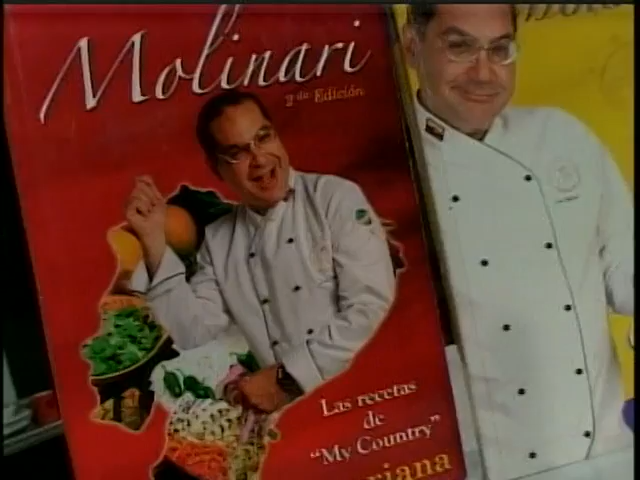 Molinari
2da Edición
Las recetas
de
"My Country"
riana